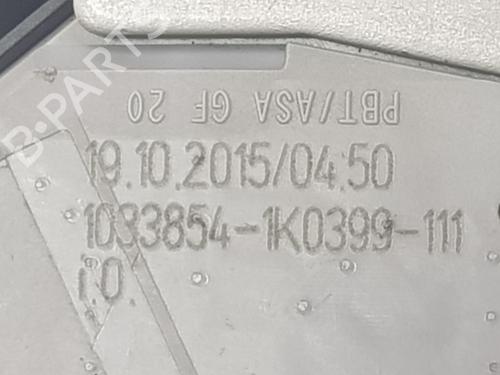 PBT/ASA GF 20
19.10.2015/04:50
1033854-1K0399-111
i.O.
B-PARTS